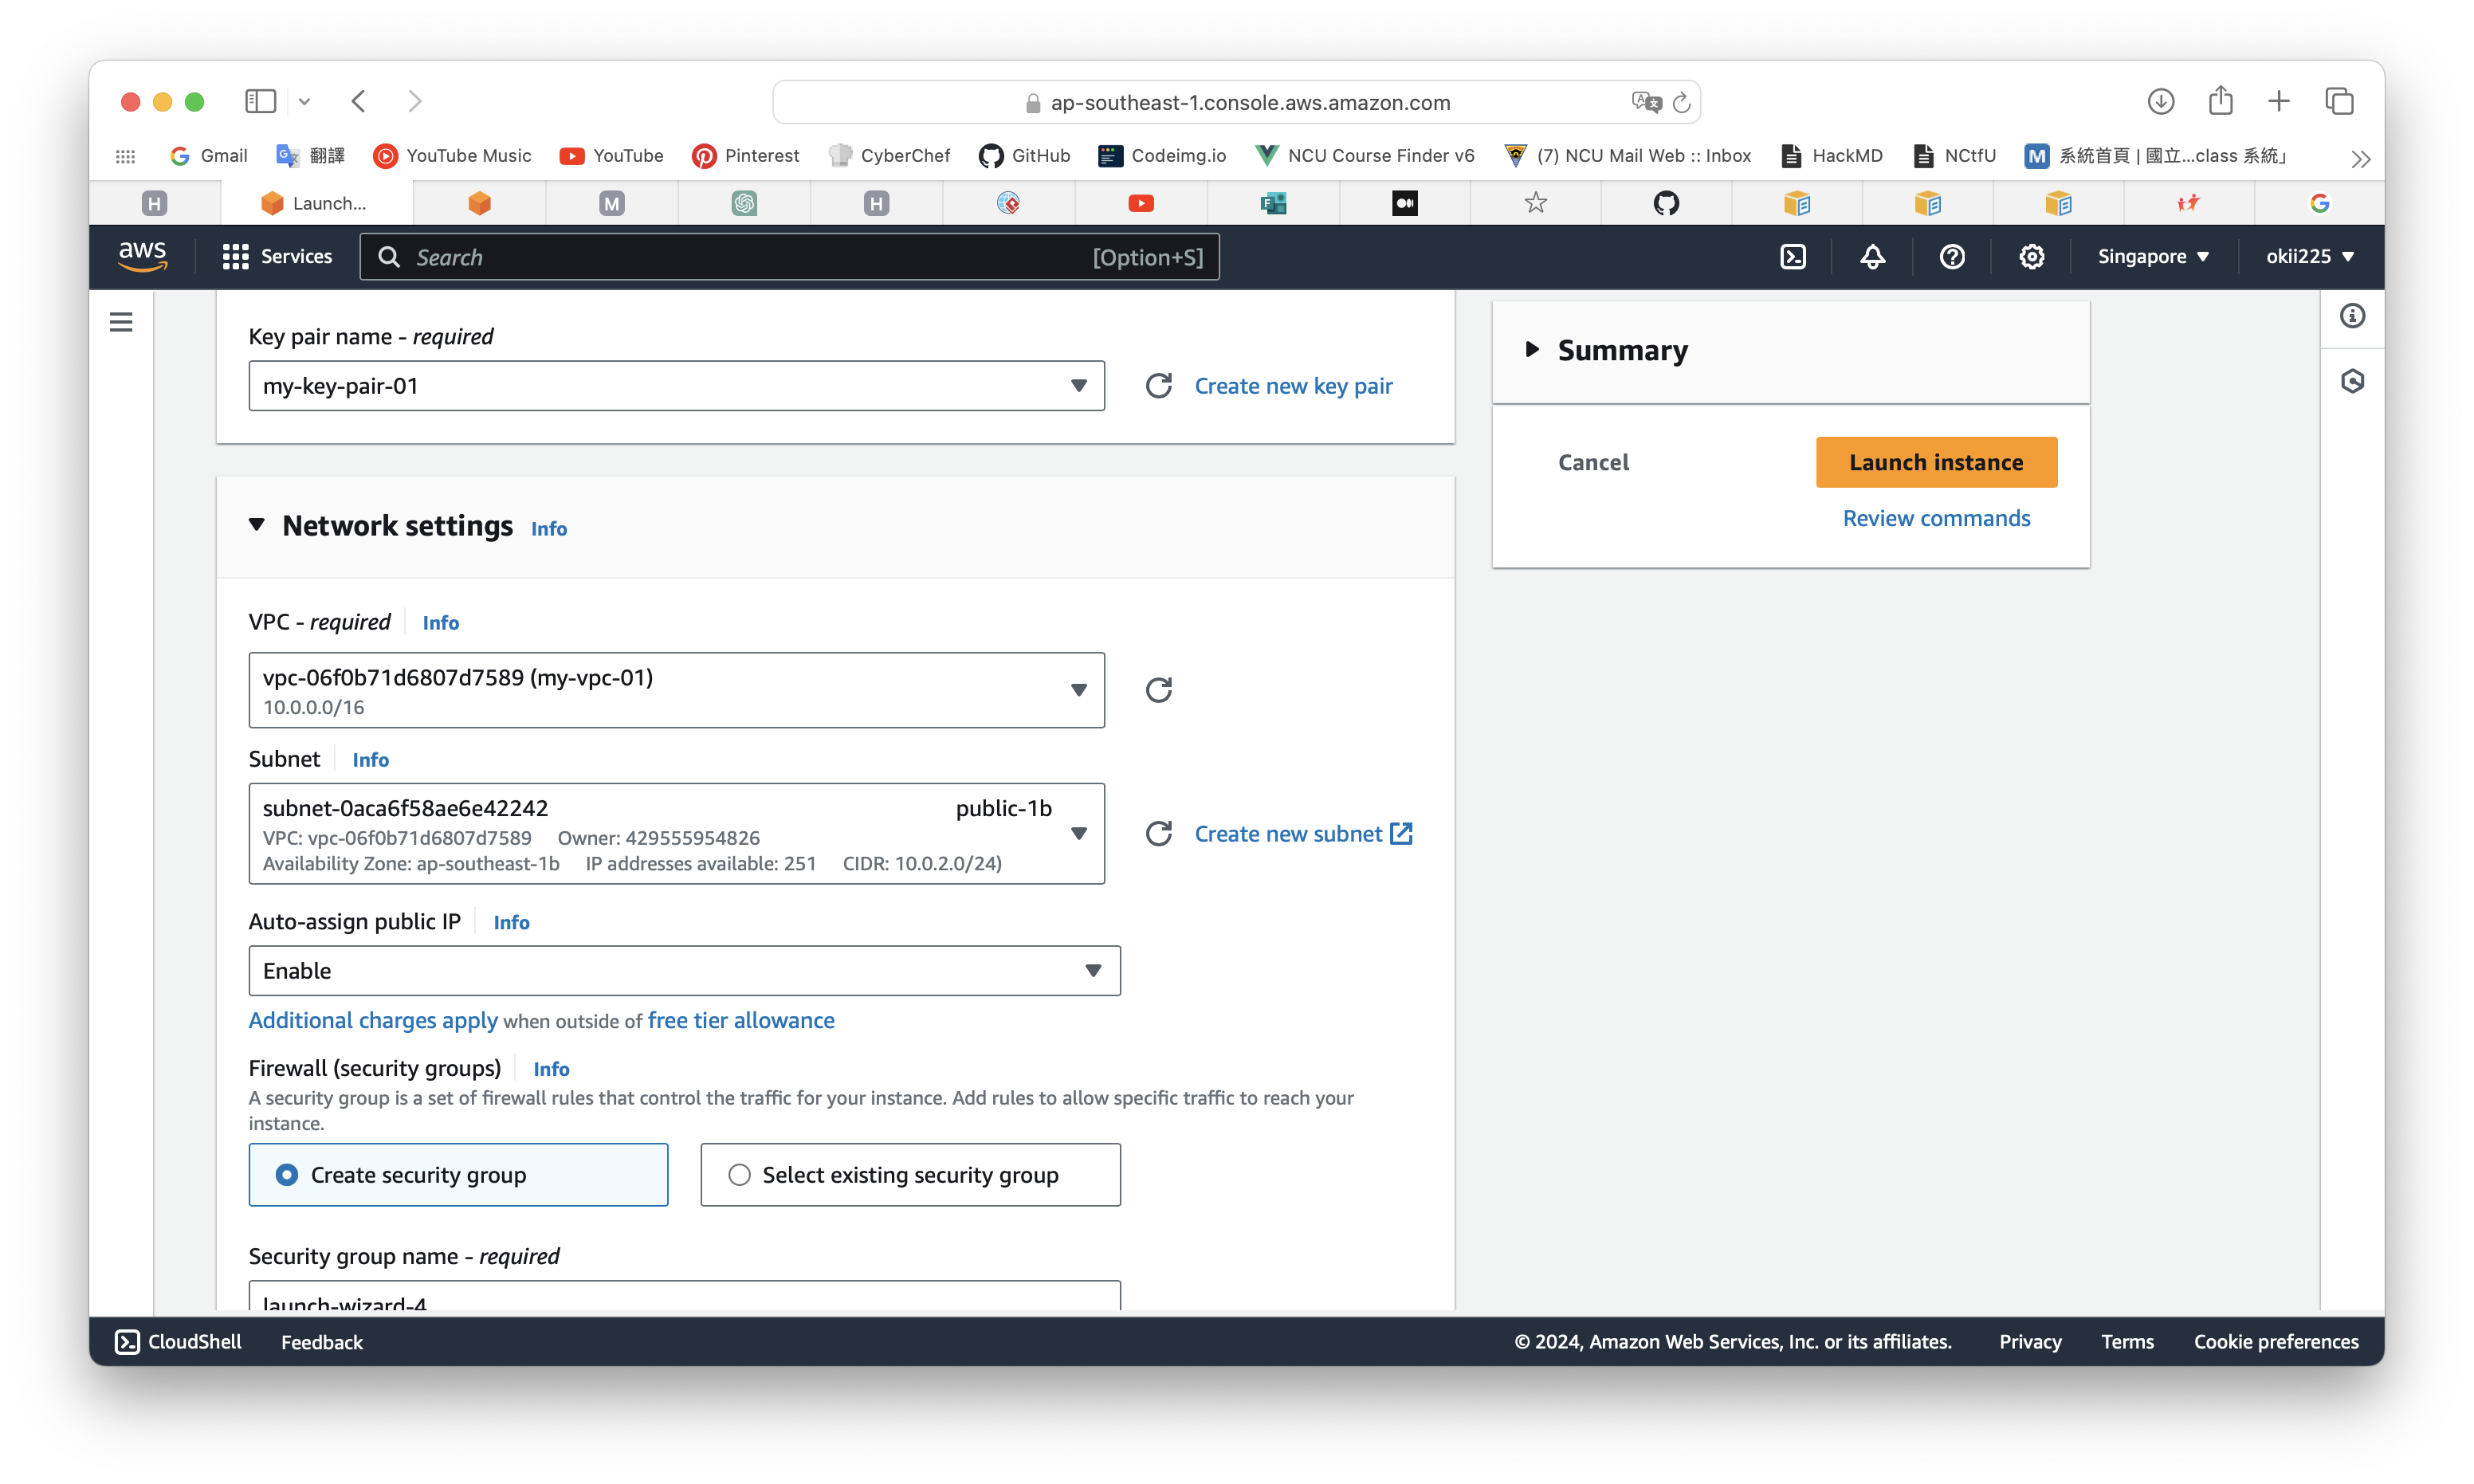 ap-southeast-1.console.aws.amazon.com
Gmail 翻譯 YouTube Music YouTube Pinterest CyberChef GitHub Codeimg.io NCU Course Finder v6 (7) NCU Mail Web :: Inbox HackMD NCtfU M 系統首頁 | 國立...class 系統」
H Launch... M H
aws Services Search [Option+S] Singapore okii225
Key pair name - required
my-key-pair-01
Create new key pair
Summary
Cancel
Launch instance
Review commands
Network settings Info
VPC - required Info
vpc-06f0b71d6807d7589 (my-vpc-01)
10.0.0.0/16
Subnet Info
subnet-0aca6f58ae6e42242 public-1b
VPC: vpc-06f0b71d6807d7589 Owner: 429555954826
Availability Zone: ap-southeast-1b IP addresses available: 251 CIDR: 10.0.2.0/24)
Create new subnet
Auto-assign public IP Info
Enable
Additional charges apply when outside of free tier allowance
Firewall (security groups) Info
A security group is a set of firewall rules that control the traffic for your instance. Add rules to allow specific traffic to reach your
instance.
Create security group
Select existing security group
Security group name - required
launch-wizard-4
CloudShell Feedback © 2024, Amazon Web Services, Inc. or its affiliates. Privacy Terms Cookie preferences